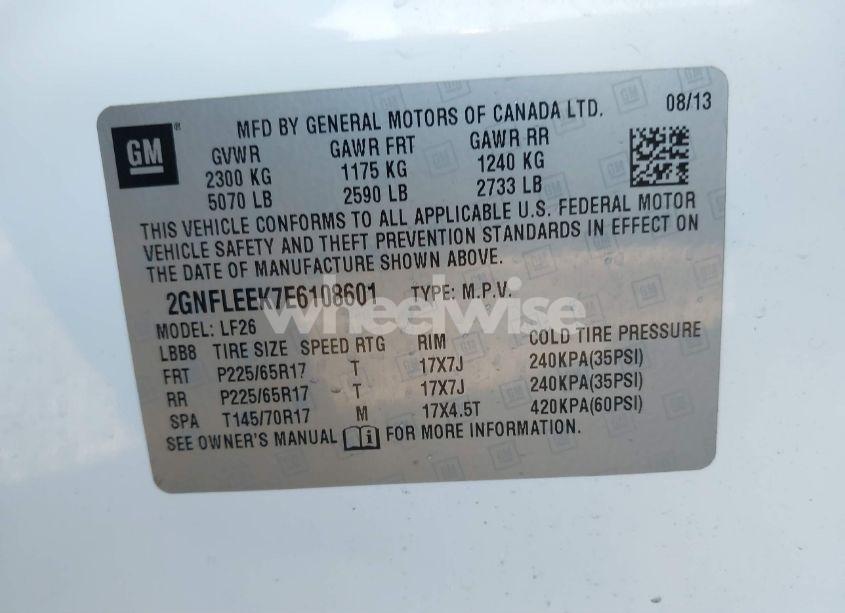 GM
MFD BY GENERAL MOTORS OF CANADA LTD. 08/13
GVWR GAWR FRT GAWR RR
2300 KG 1175 KG 1240 KG
5070 LB 2590 LB 2733 LB
THIS VEHICLE CONFORMS TO ALL APPLICABLE U.S. FEDERAL MOTOR
VEHICLE SAFETY AND THEFT PREVENTION STANDARDS IN EFFECT ON
THE DATE OF MANUFACTURE SHOWN ABOVE.
2GNFLEEK7E6108601 TYPE: M.P.V.
wheelwise
MODEL: LF26
LBB8 TIRE SIZE SPEED RTG RIM COLD TIRE PRESSURE
FRT P225/65R17 T 17X7J 240KPA(35PSI)
RR P225/65R17 T 17X7J 240KPA(35PSI)
SPA T145/70R17 M 17X4.5T 420KPA(60PSI)
SEE OWNER'S MANUAL FOR MORE INFORMATION.